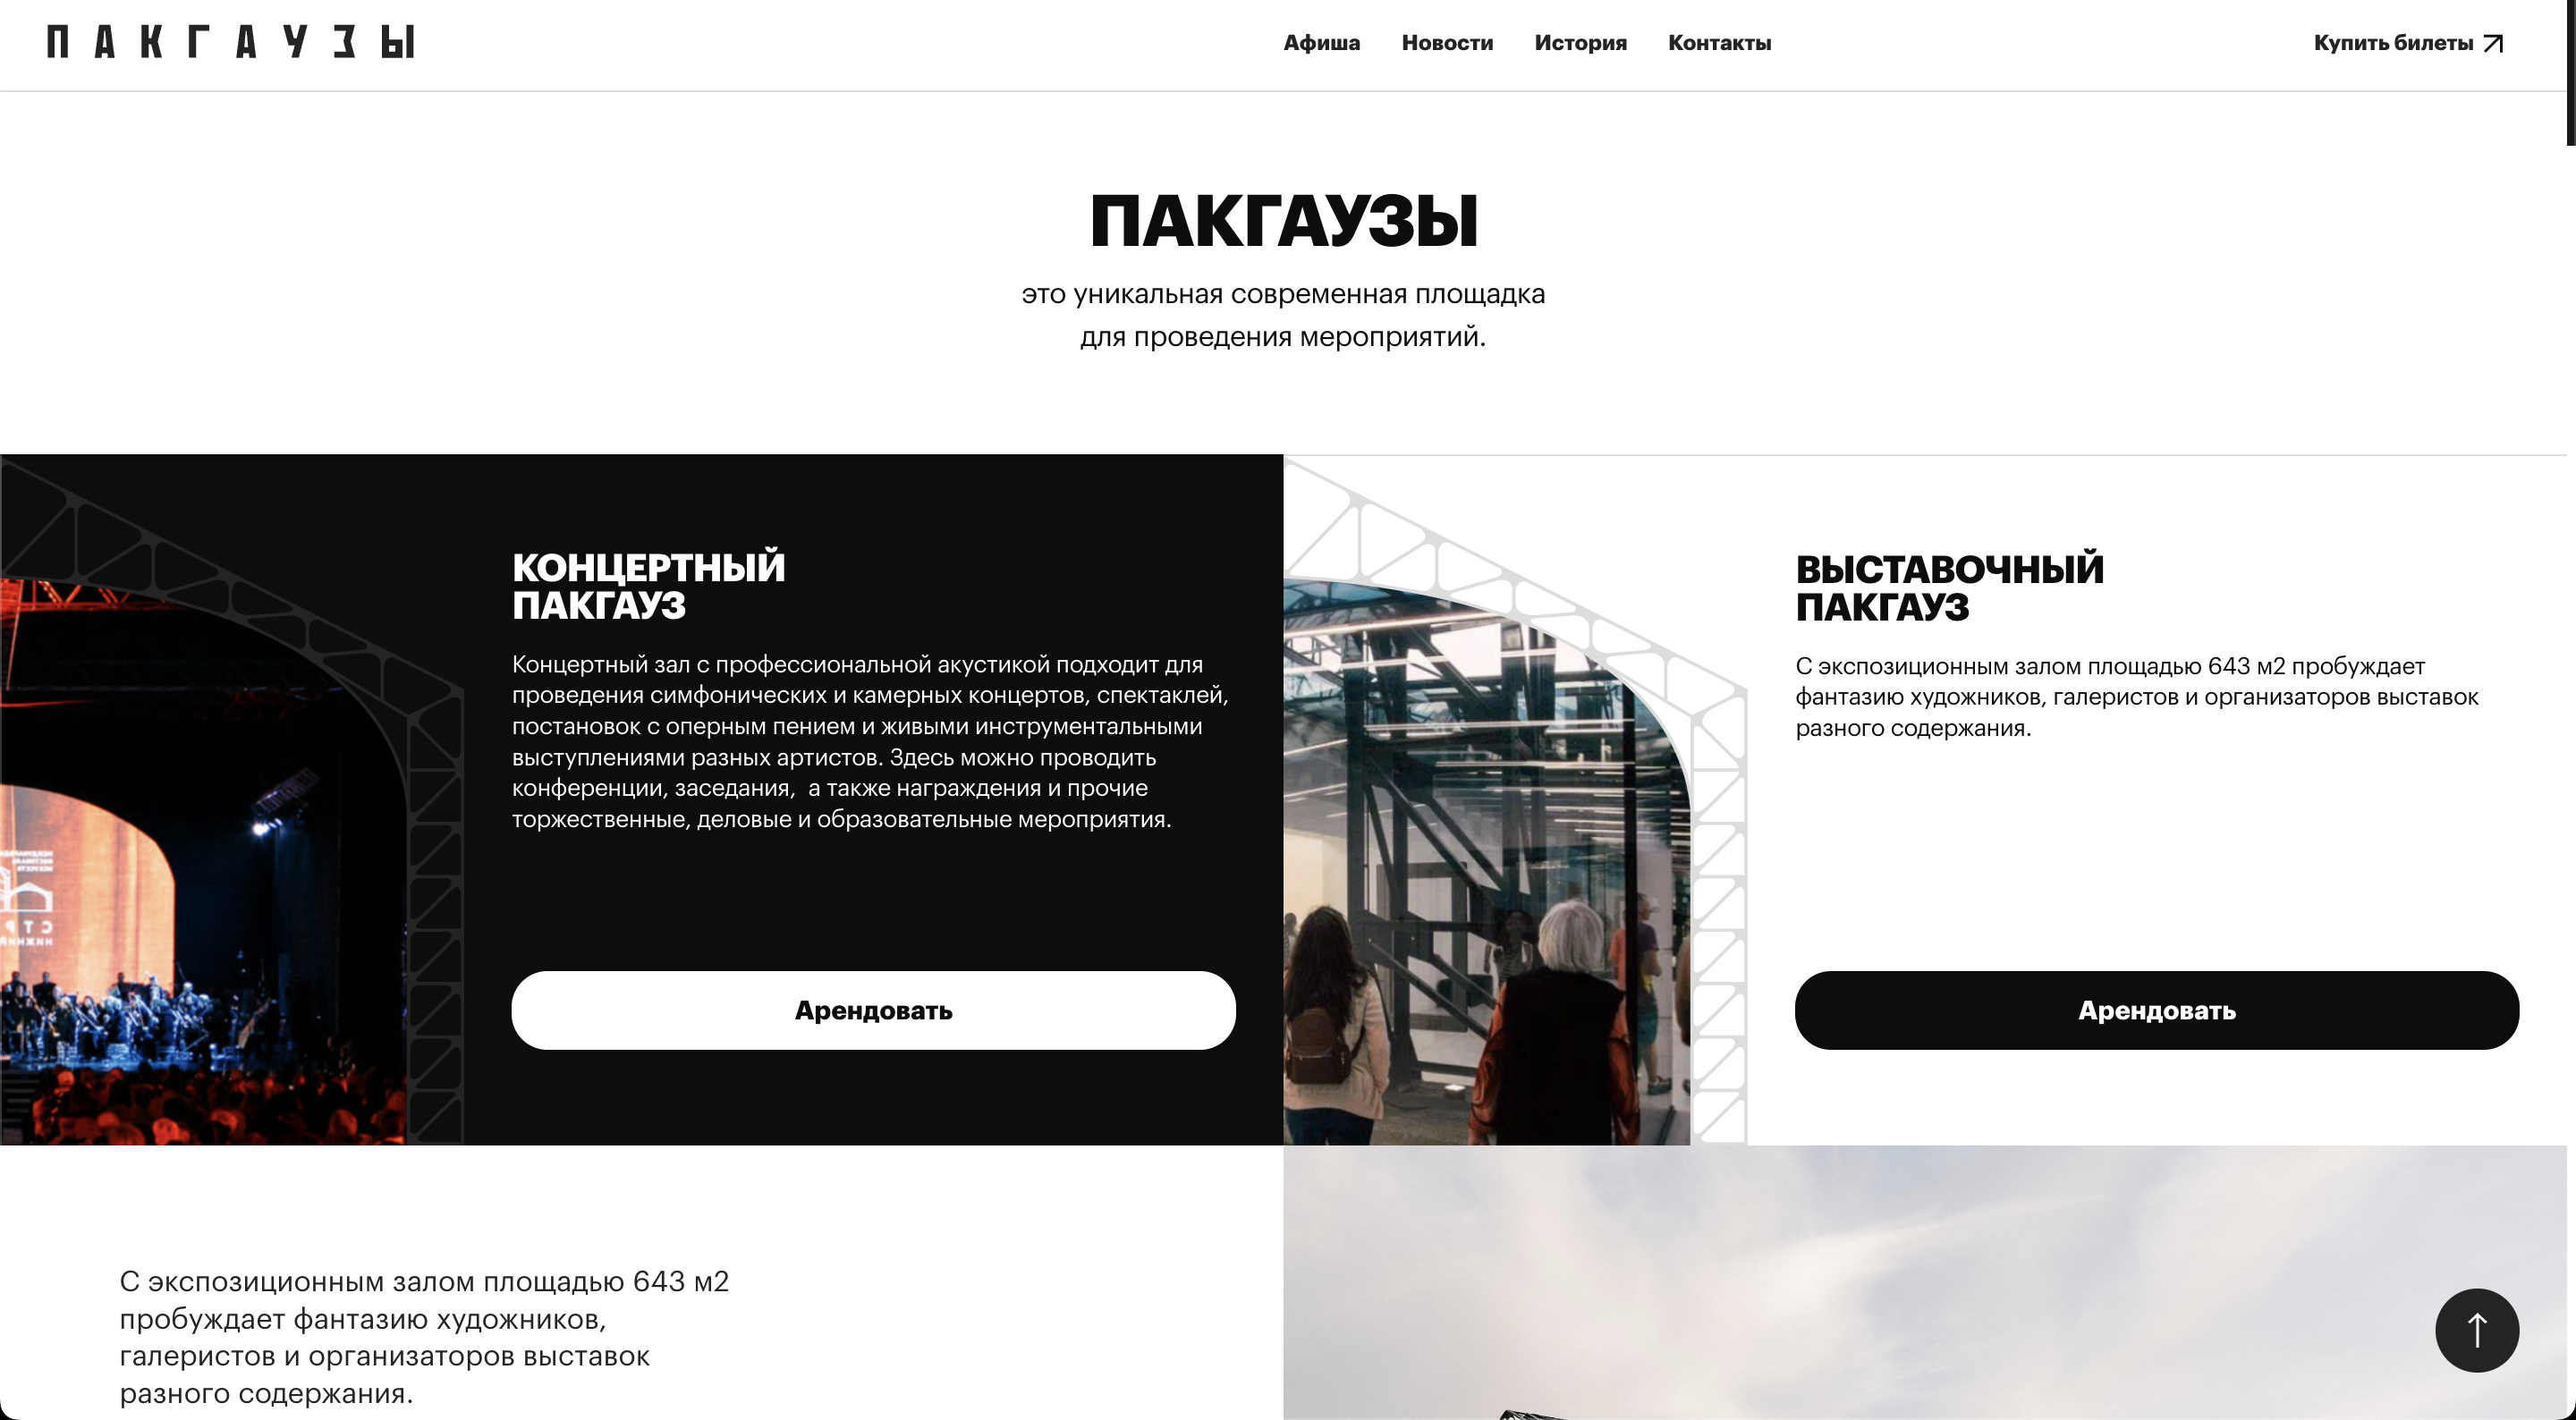 ПАКГАУЗЫ
Афиша Новости История Контакты
Купить билеты
ПАКГАУЗЫ
это уникальная современная площадка
для проведения мероприятий.
КОНЦЕРТНЫЙ
ПАКГАУЗ
Концертный зал с профессиональной акустикой подходит для
проведения симфонических и камерных концертов, спектаклей,
постановок с оперным пением и живыми инструментальными
выступлениями разных артистов. Здесь можно проводить
конференции, заседания,  а также награждения и прочие
торжественные, деловые и образовательные мероприятия.
Арендовать
ВЫСТАВОЧНЫЙ
ПАКГАУЗ
С экспозиционным залом площадью 643 м2 пробуждает
фантазию художников, галеристов и организаторов выставок
разного содержания.
Арендовать
С экспозиционным залом площадью 643 м2
пробуждает фантазию художников,
галеристов и организаторов выставок
разного содержания.